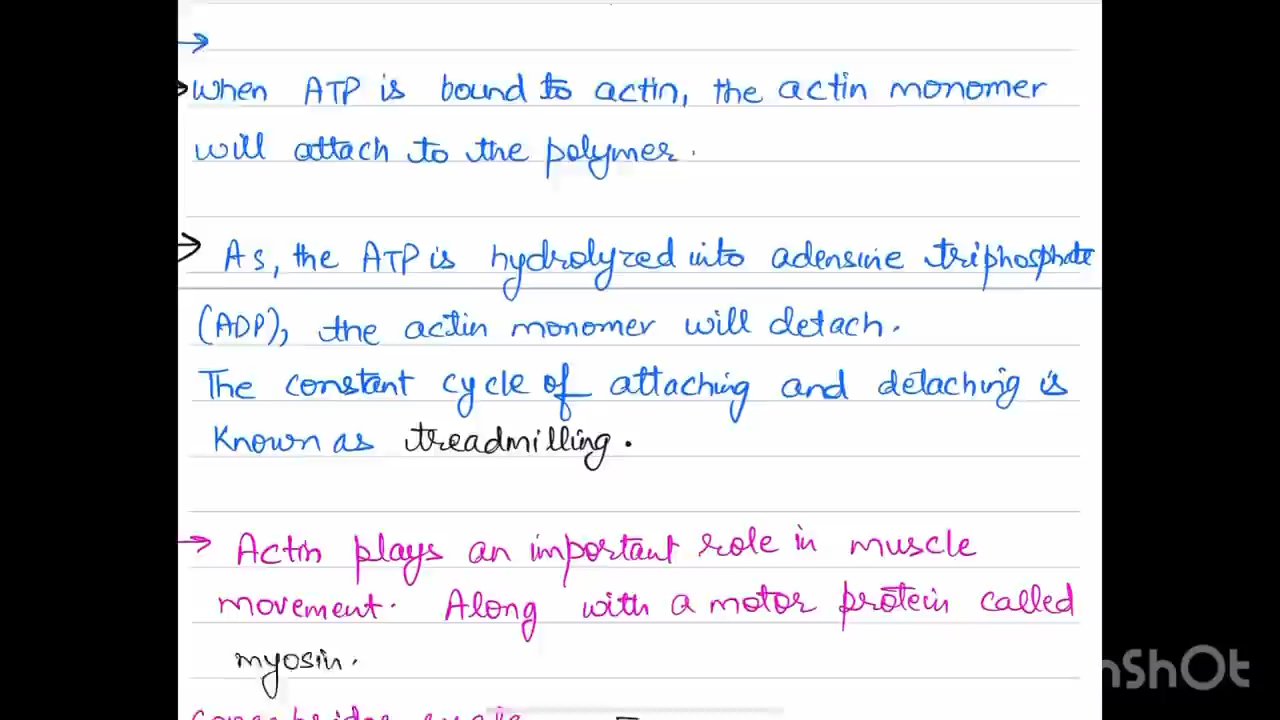 →
> When ATP is bound to actin, the actin monomer
will attach to the polymer.
→ As, the ATP is hydrolyzed into adensine triphosphate
(ADP), the actin monomer will detach.
The constant cycle of attaching and detaching is
known as treadmilling.
→ Actin plays an important role in muscle
movement. Along with a motor protein called
myosin.
nShOt